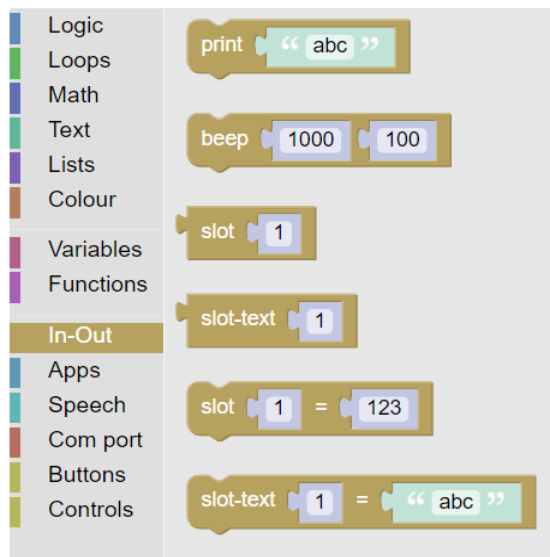 Logic
Loops
Math
Text
Lists
Colour
Variables
Functions
In-Out
Apps
Speech
Com port
Buttons
Controls
print “ abc ”
beep 1000 100
slot 1
slot-text 1
slot 1 = 123
slot-text 1 = “ abc ”